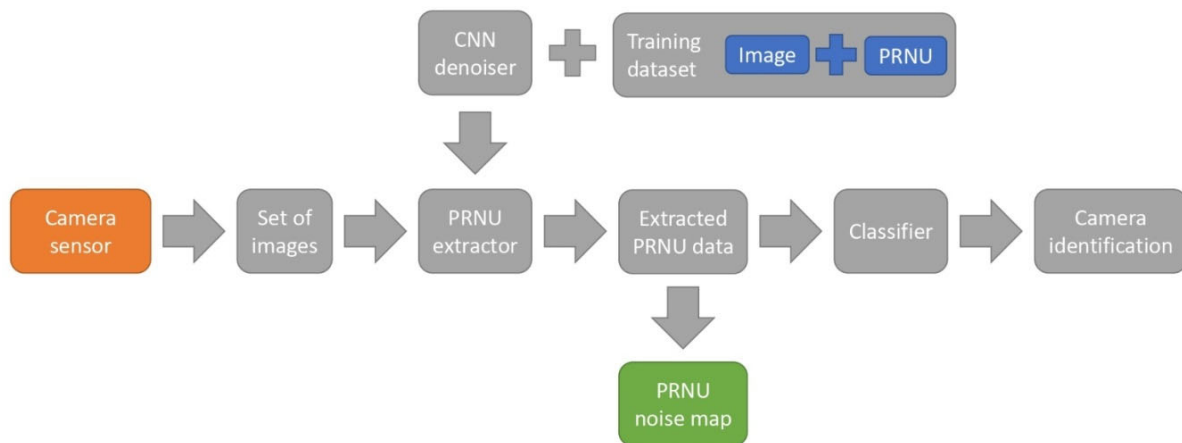 CNN
denoiser
Training
dataset
Image
PRNU
Camera
sensor
Set of
images
PRNU
extractor
Extracted
PRNU data
Classifier
Camera
identification
PRNU
noise map